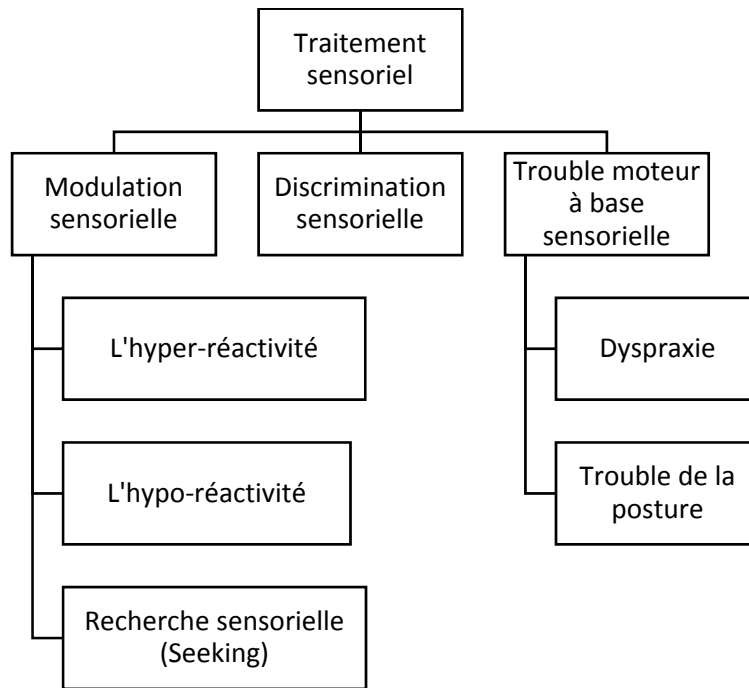 Traitement
sensoriel
Modulation
sensorielle
Discrimination
sensorielle
Trouble moteur
à base
sensorielle
L'hyper-réactivité
Dyspraxie
L'hypo-réactivité
Trouble de la
posture
Recherche sensorielle
(Seeking)